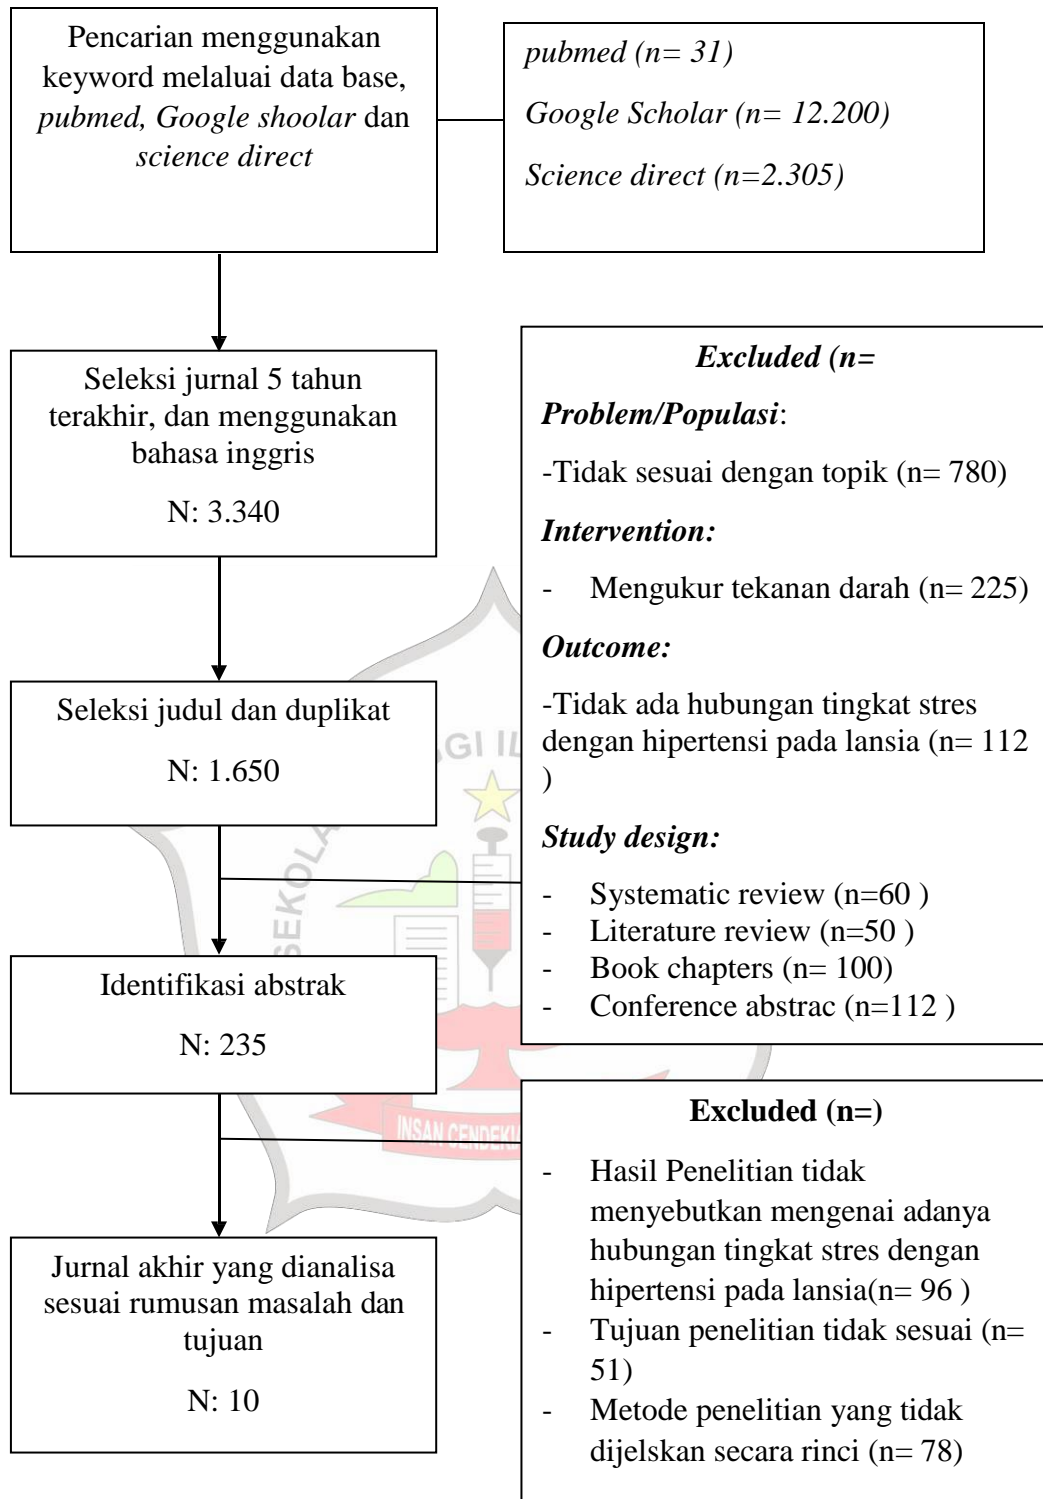 Pencarian menggunakan
keyword melaluai data base,
pubmed, Google shoolar dan
science direct
pubmed (n= 31)
Google Scholar (n= 12.200)
Science direct (n=2.305)
Seleksi jurnal 5 tahun
terakhir, dan menggunakan
bahasa inggris
N: 3.340
Excluded (n=
Problem/Populasi:
-Tidak sesuai dengan topik (n= 780)
Intervention:
- Mengukur tekanan darah (n= 225)
Outcome:
-Tidak ada hubungan tingkat stres
dengan hipertensi pada lansia (n= 112
)
Study design:
- Systematic review (n=60 )
- Literature review (n=50 )
- Book chapters (n= 100)
- Conference abstrac (n=112 )
Seleksi judul dan duplikat
N: 1.650
Identifikasi abstrak
N: 235
Excluded (n=)
- Hasil Penelitian tidak
menyebutkan mengenai adanya
hubungan tingkat stres dengan
hipertensi pada lansia(n= 96 )
- Tujuan penelitian tidak sesuai (n=
51)
- Metode penelitian yang tidak
dijelskan secara rinci (n= 78)
Jurnal akhir yang dianalisa
sesuai rumusan masalah dan
tujuan
N: 10
INSAN